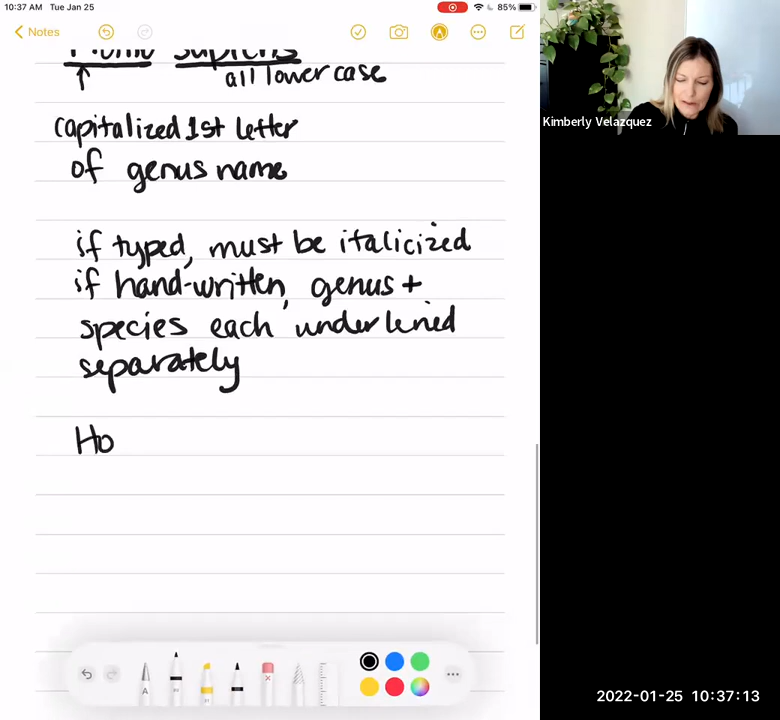 10:37 AM Tue Jan 25
85%
Notes
Homo sapiens
all lower case
capitalized 1st letter
of genus name
if typed, must be italicized
if hand-written, genus +
species each underlined
separately
Ho
Kimberly Velazquez
2022-01-25 10:37:13